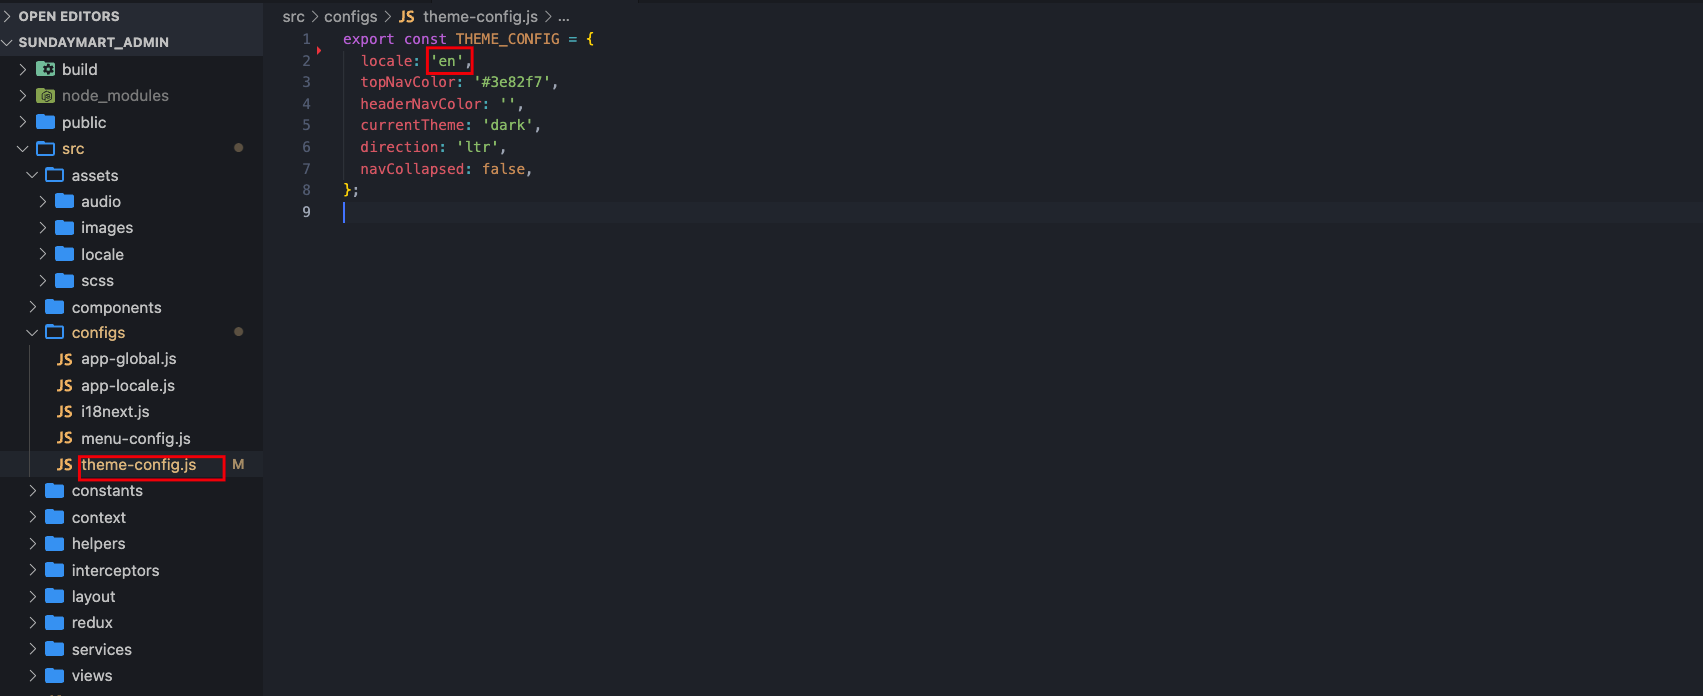 OPEN EDITORS
SUNDAYMART_ADMIN
build
node_modules
public
src
assets
audio
images
locale
scss
components
configs
JS app-global.js
JS app-locale.js
JS i18next.js
JS menu-config.js
JS theme-config.js M
constants
context
helpers
interceptors
layout
redux
services
views
src > configs > JS theme-config.js > ...
1 export const THEME_CONFIG = {
2 locale: 'en',
3 topNavColor: '#3e82f7',
4 headerNavColor: '',
5 currentTheme: 'dark',
6 direction: 'ltr',
7 navCollapsed: false,
8 };
9